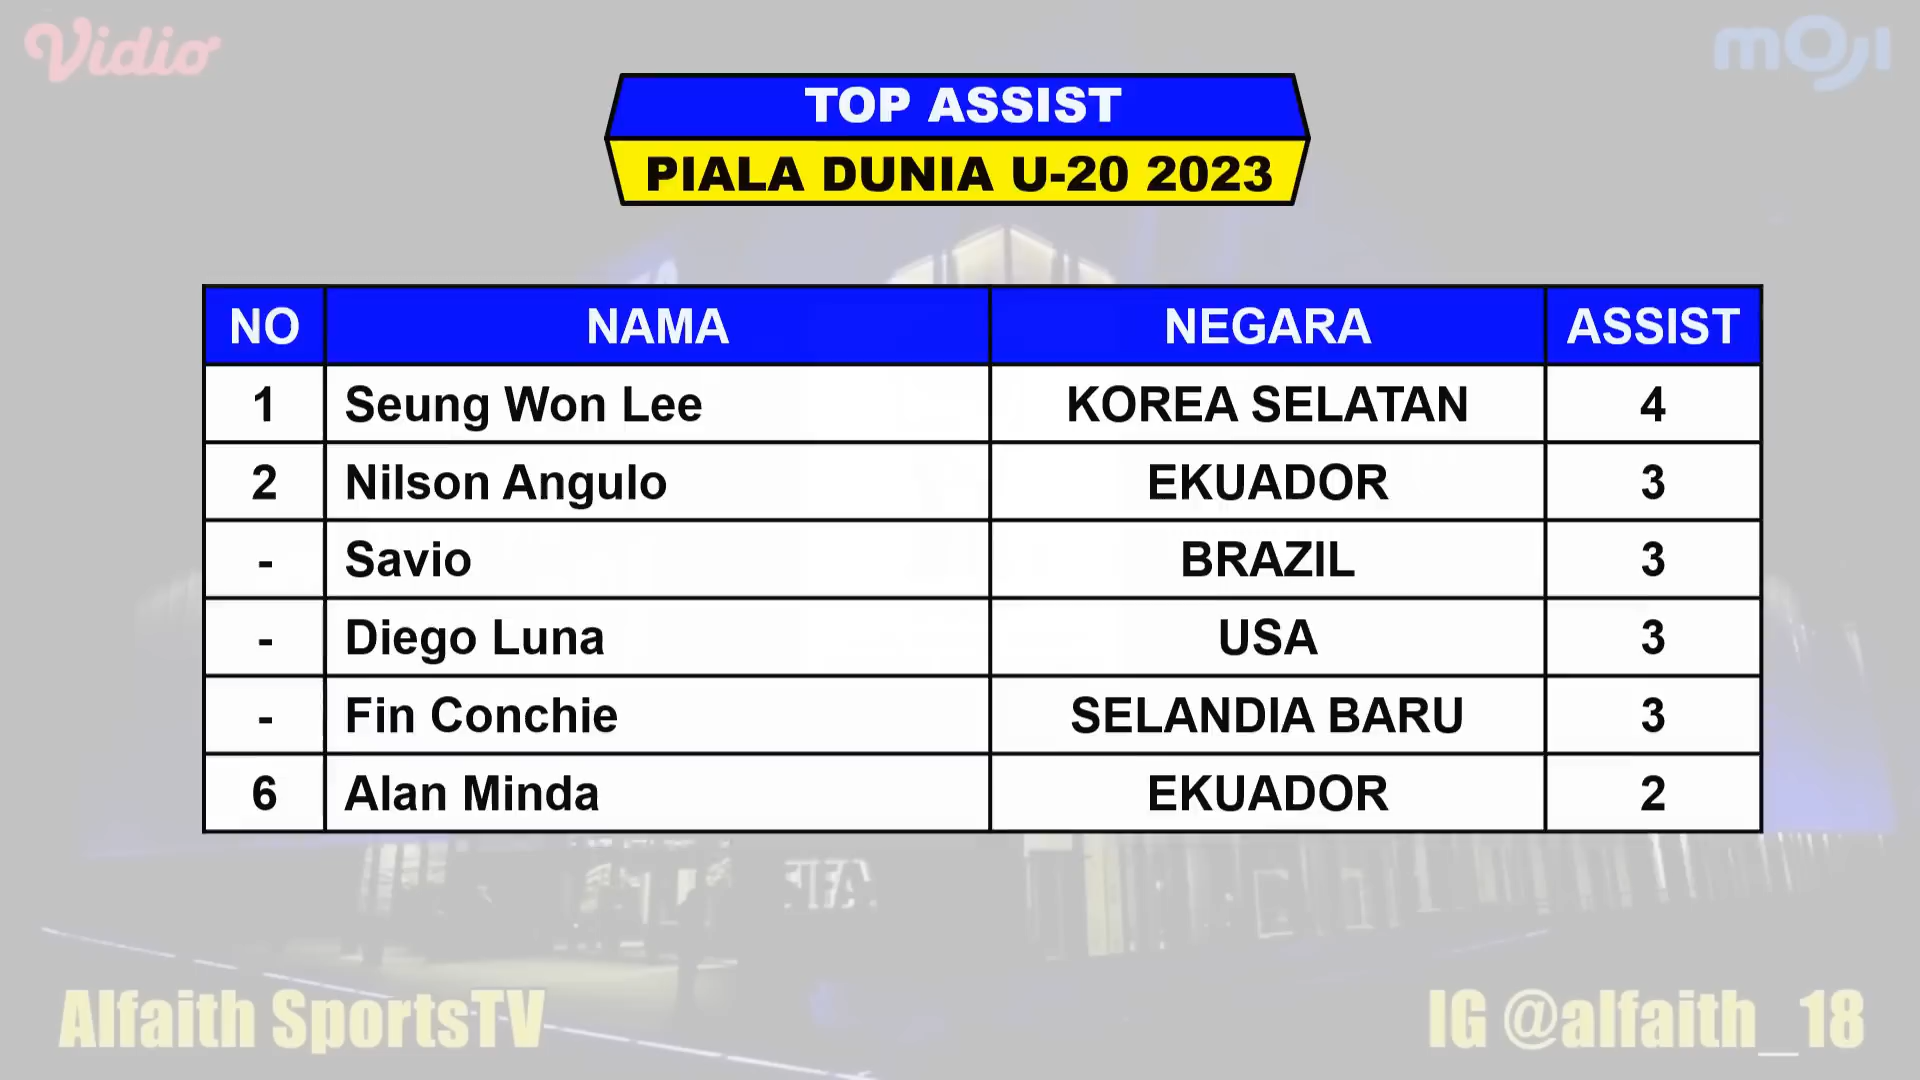 Vidio
mOJI
TOP ASSIST
PIALA DUNIA U-20 2023
NO NAMA NEGARA ASSIST
1 Seung Won Lee KOREA SELATAN 4
2 Nilson Angulo EKUADOR 3
- Savio BRAZIL 3
- Diego Luna USA 3
- Fin Conchie SELANDIA BARU 3
6 Alan Minda EKUADOR 2
FIFA
Alfaith SportsTV
IG @alfaith_18